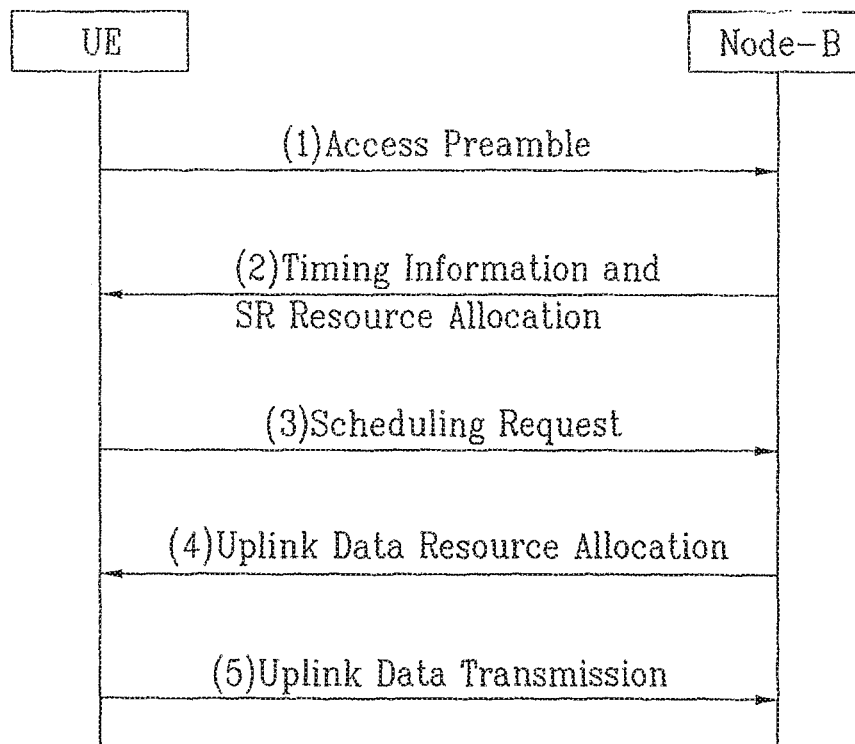 UE
Node-B
(1)Access Preamble
(2)Timing Information and
SR Resource Allocation
(3)Scheduling Request
(4)Uplink Data Resource Allocation
(5)Uplink Data Transmission